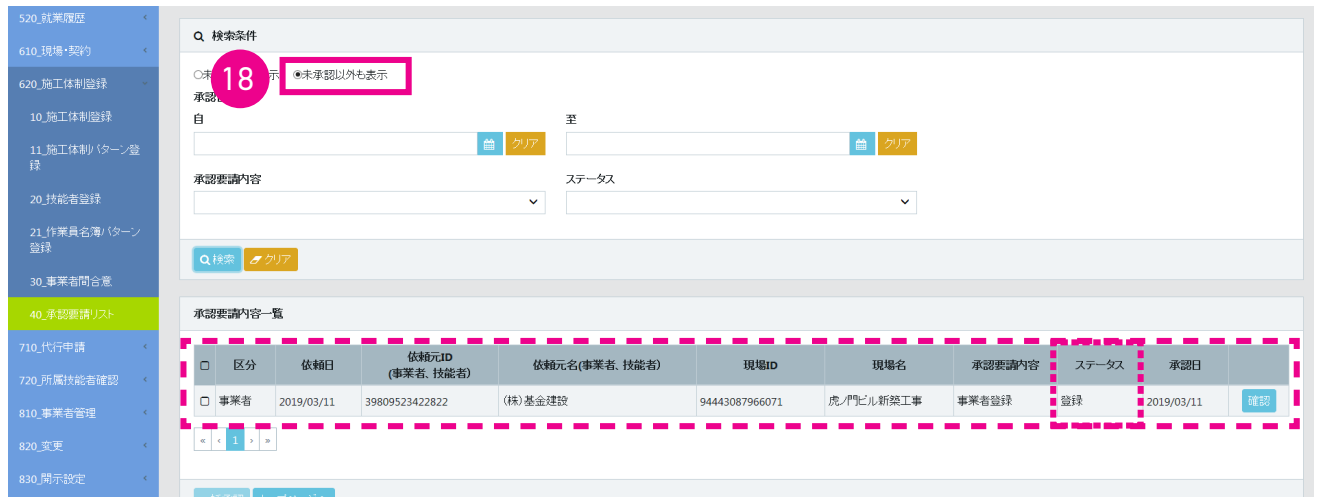 520_就業履歴
610_現場・契約
620_施工体制登録
10_施工体制登録
11_施工体制パターン登
録
20_技能者登録
21_作業員名簿パターン
登録
30_事業者間合意
40_承認要請リスト
710_代行申請
720_所属技能者確認
810_事業者管理
820_変更
830_開示設定
検索条件
18
未承認以外も表示
自
至
クリア
クリア
承認要請内容
ステータス
検索
クリア
承認要請内容一覧
区分 依頼日 依頼元ID 依頼元名(事業者、技能者) 現場ID 現場名 承認要請内容 ステータス 承認日
(事業者、技能者)
事業者 2019/03/11 39809523422822 (株)基金建設 94443087966071 虎ノ門ビル新築工事 事業者登録 登録 2019/03/11 確認
« ‹ 1 › »